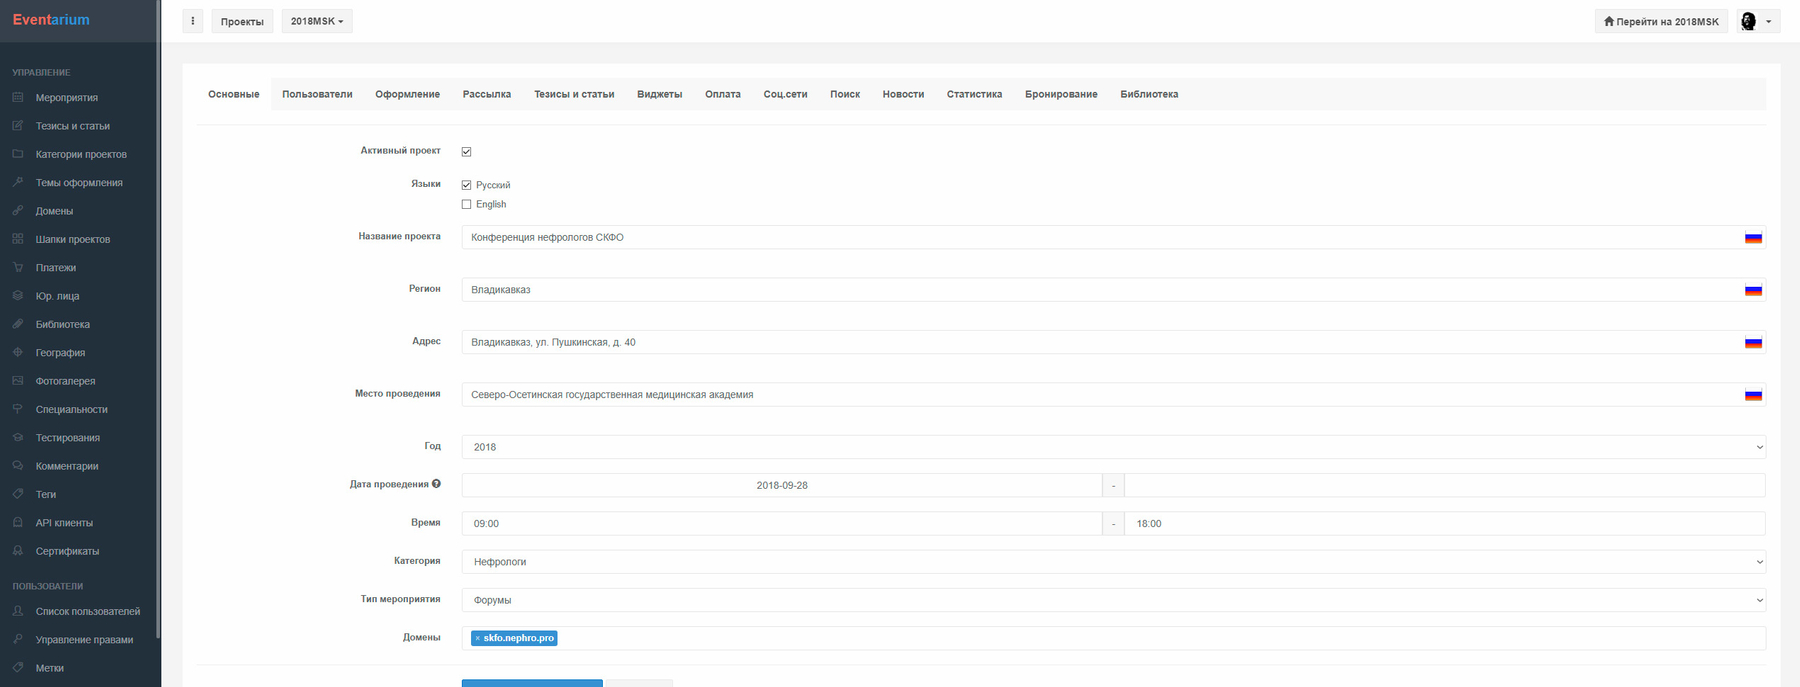 Eventarium
Проекты
2018MSK
Перейти на 2018MSK
УПРАВЛЕНИЕ
Мероприятия
Тезисы и статьи
Категории проектов
Темы оформления
Домены
Шапки проектов
Платежи
Юр. лица
Библиотека
География
Фотогалерея
Специальности
Тестирования
Комментарии
Теги
API клиенты
Сертификаты
ПОЛЬЗОВАТЕЛИ
Список пользователей
Управление правами
Метки
Основные Пользователи Оформление Рассылка Тезисы и статьи Виджеты Оплата Соц.сети Поиск Новости Статистика Бронирование Библиотека
Активный проект
Языки Русский
English
Название проекта Конференция нефрологов СКФО
Регион Владикавказ
Адрес Владикавказ, ул. Пушкинская, д. 40
Место проведения Северо-Осетинская государственная медицинская академия
Год 2018
Дата проведения 2018-09-28 -
Время 09:00 - 18:00
Категория Нефрологи
Тип мероприятия Форумы
Домены × skfo.nephro.pro